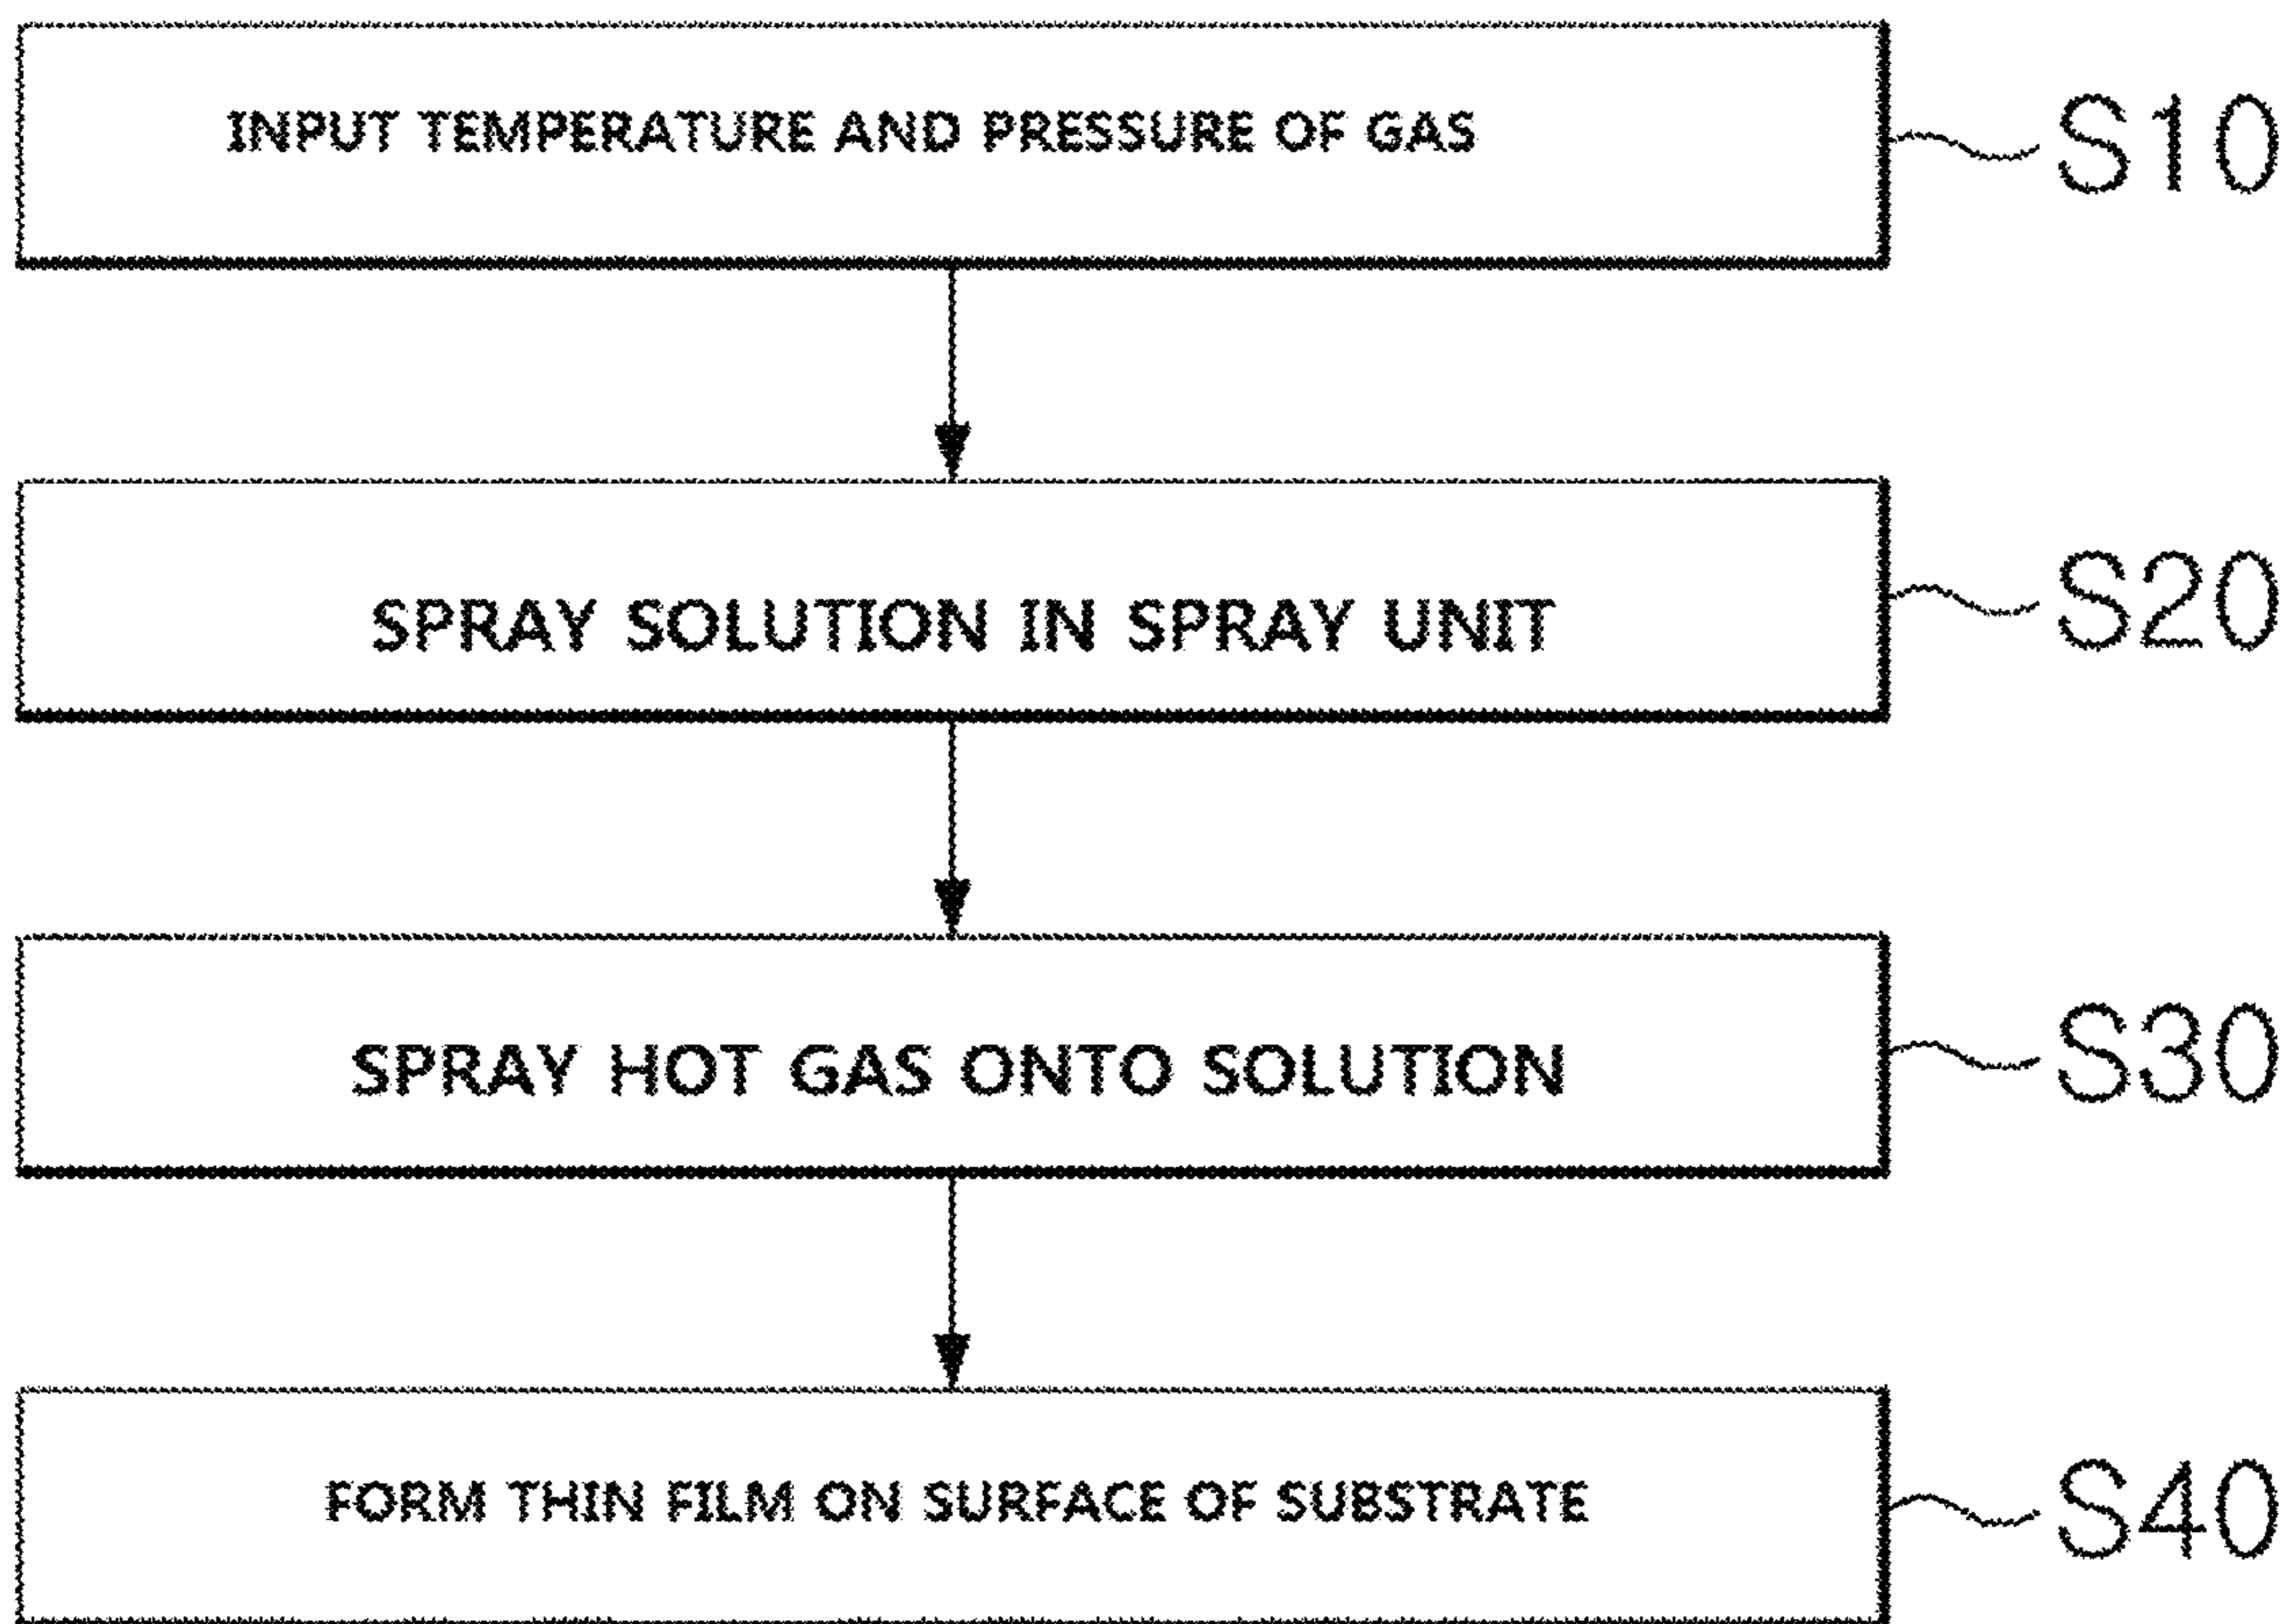 INPUT TEMPERATURE AND PRESSURE OF GAS
S10
SPRAY SOLUTION IN SPRAY UNIT
S20
SPRAY HOT GAS ONTO SOLUTION
S30
FORM THIN FILM ON SURFACE OF SUBSTRATE
S40